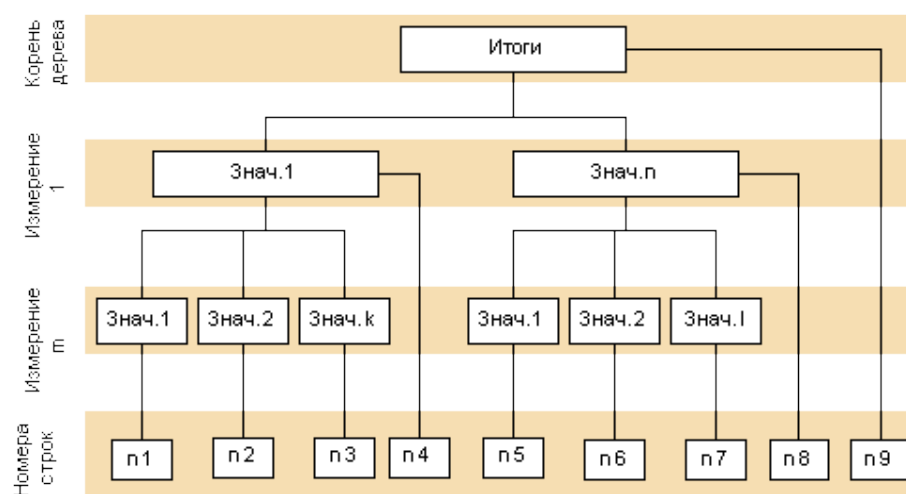 Корень
дерева
Итоги
Измерение
1
Знач.1
Знач.n
Измерение
m
Знач.1
Знач.2
Знач.k
Знач.1
Знач.2
Знач.l
Номера
строк
n1
n2
n3
n4
n5
n6
n7
n8
n9